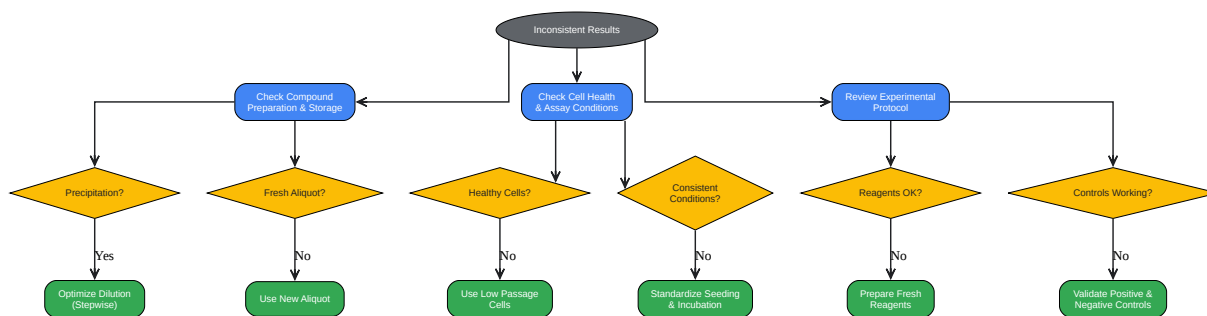 Inconsistent Results
Check Compound
Preparation & Storage
Check Cell Health
& Assay Conditions
Review Experimental
Protocol
Precipitation?
Fresh Aliquot?
Healthy Cells?
Consistent
Conditions?
Reagents OK?
Controls Working?
Yes
No
No
No
No
No
Optimize Dilution
(Stepwise)
Use New Aliquot
Use Low Passage
Cells
Standardize Seeding
& Incubation
Prepare Fresh
Reagents
Validate Positive &
Negative Controls